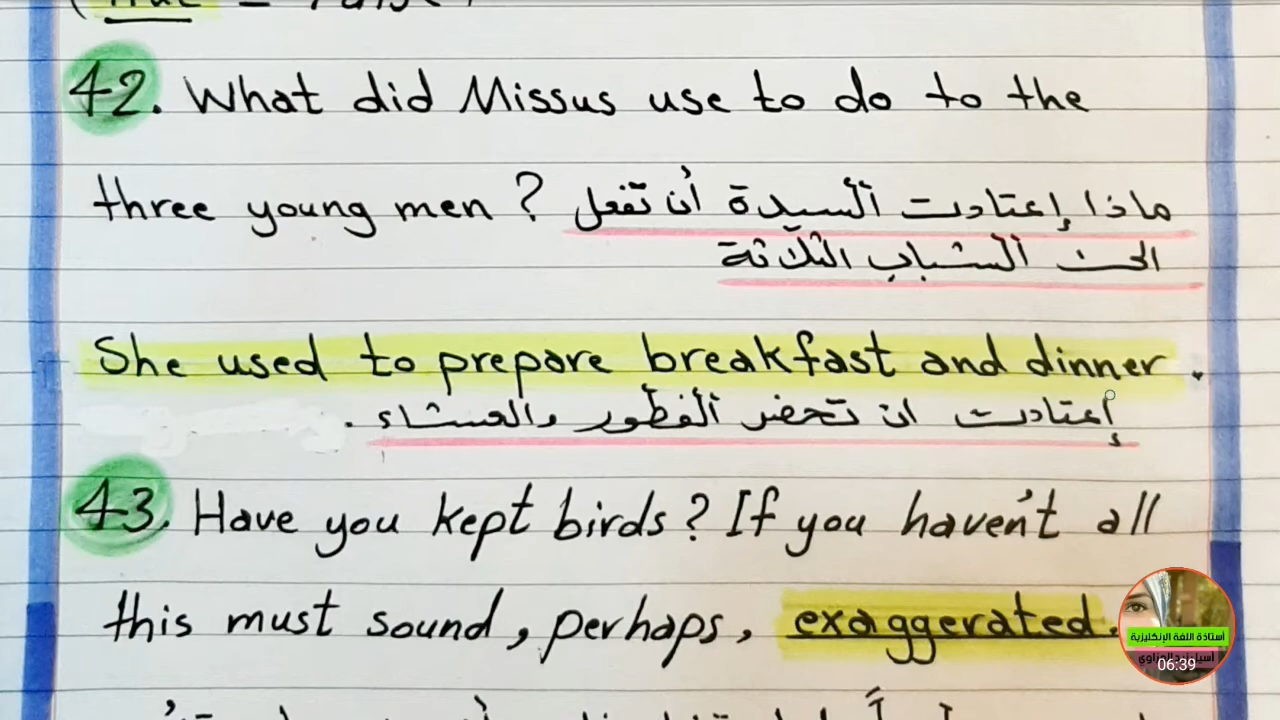 (True - False)
42. What did Missus use to do to the
three young men ? ماذا إعتادت السيدة أن تفعل
الى الشباب الثلاثة
She used to prepare breakfast and dinner.
إعتادت ان تحضر الفطور والعشاء.
43. Have you kept birds? If you haven't all
this must sound, perhaps, exaggerated.
أستاذة اللغة الإنكليزية
06:39